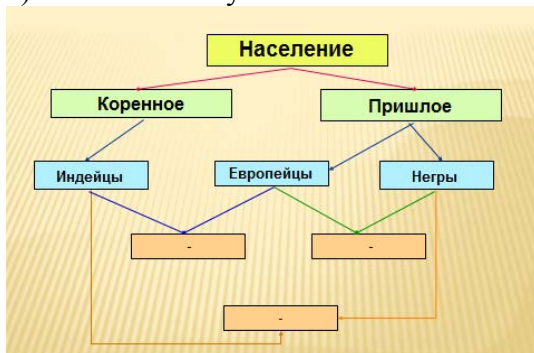 Население
Коренное
Пришлое
Индейцы
Европейцы
Негры
-
-
-